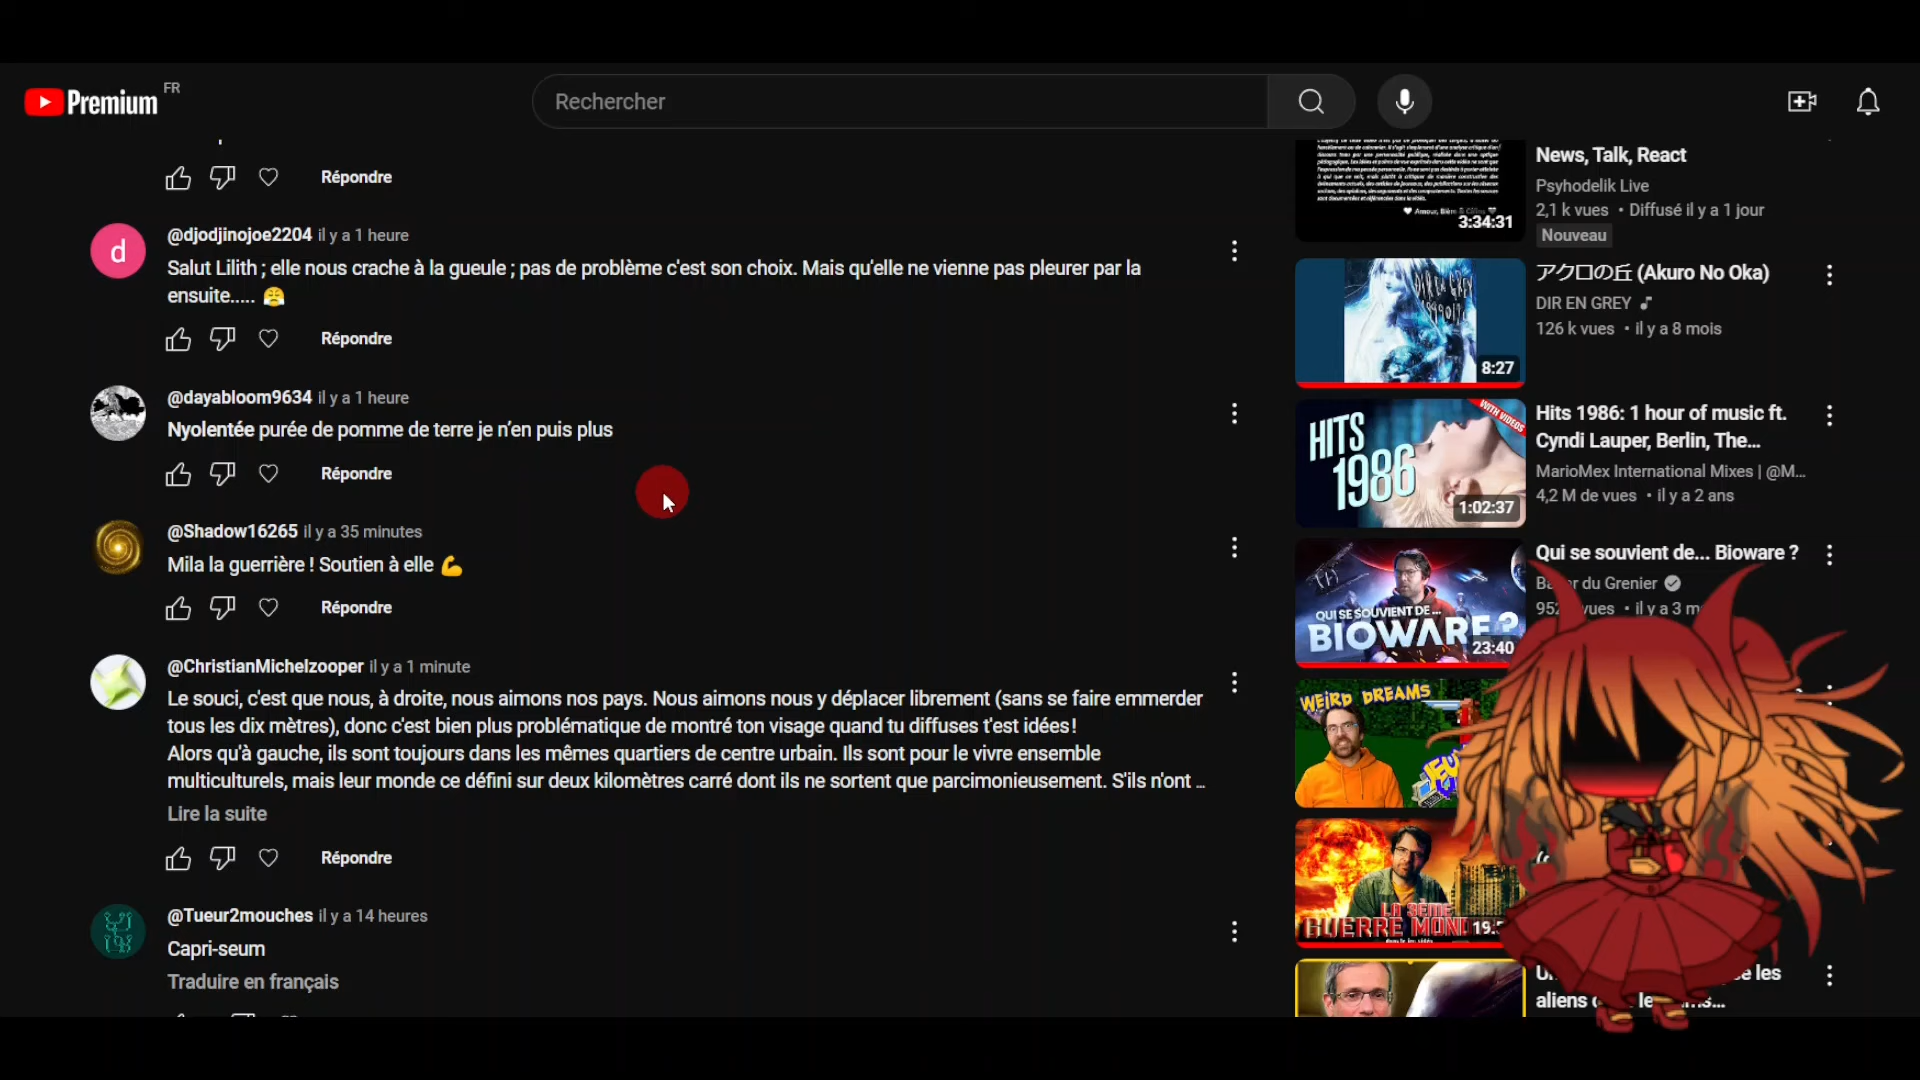 Premium FR
Rechercher
Répondre
@djodjinojoe2204 il y a 1 heure
Salut Lilith ; elle nous crache à la gueule ; pas de problème c'est son choix. Mais qu'elle ne vienne pas pleurer par la
ensuite..... 😤
Répondre
@dayabloom9634 il y a 1 heure
Nyolentée purée de pomme de terre je n’en puis plus
Répondre
@Shadow16265 il y a 35 minutes
Mila la guerrière ! Soutien à elle 💪
Répondre
@ChristianMichelzooper il y a 1 minute
Le souci, c'est que nous, à droite, nous aimons nos pays. Nous aimons nous y déplacer librement (sans se faire emmerder
tous les dix mètres), donc c'est bien plus problématique de montré ton visage quand tu diffuses t'est idées!
Alors qu'à gauche, ils sont toujours dans les mêmes quartiers de centre urbain. Ils sont pour le vivre ensemble
multiculturels, mais leur monde ce défini sur deux kilomètres carré dont ils ne sortent que parcimonieusement. S'ils n'ont ...
Lire la suite
Répondre
@Tueur2mouches il y a 14 heures
Capri-seum
Traduire en français
3:34:31
News, Talk, React
Psyhodelik Live
2,1 k vues • Diffusé il y a 1 jour
Nouveau
DIR EN GREY
8:27
アクロの丘 (Akuro No Oka)
DIR EN GREY
126 k vues • il y a 8 mois
WITH VIDEOS
HITS
1986
1:02:37
Hits 1986: 1 hour of music ft.
Cyndi Lauper, Berlin, The...
MarioMex International Mixes | @M...
4,2 M de vues • il y a 2 ans
QUI SE SOUVIENT DE...
BIOWARE ?
23:40
Qui se souvient de... Bioware ?
du Grenier
vues • il y a 3
WEIRD DREAMS
LA 3ÈME
GUERRE
les
aliens